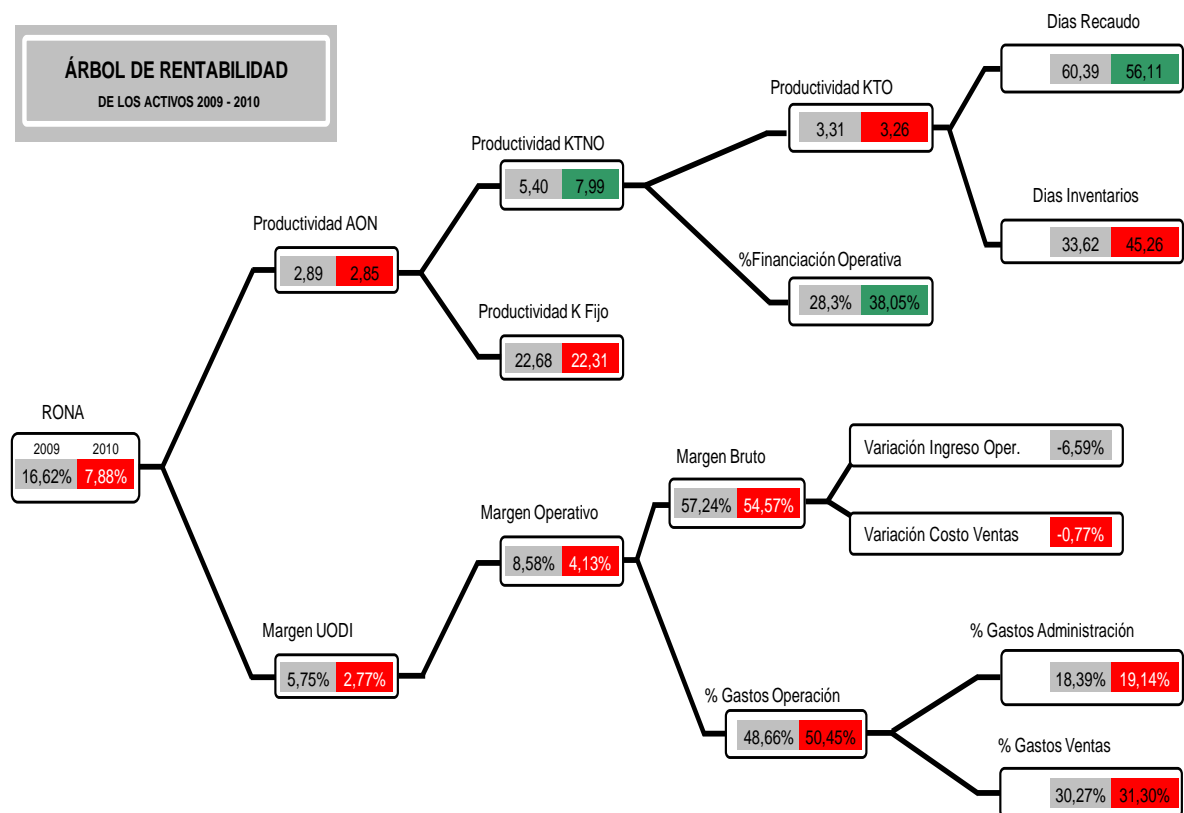 ÁRBOL DE RENTABILIDAD
DE LOS ACTIVOS 2009 - 2010
Dias Recaudo
60,39 56,11
Productividad KTO
3,31 3,26
Productividad KTNO
5,40 7,99
Dias Inventarios
33,62 45,26
Productividad AON
2,89 2,85
%Financiación Operativa
28,3% 38,05%
Productividad K Fijo
22,68 22,31
RONA
2009 2010
16,62% 7,88%
Margen Bruto
57,24% 54,57%
Variación Ingreso Oper. -6,59%
Variación Costo Ventas -0,77%
Margen Operativo
8,58% 4,13%
Margen UODI
5,75% 2,77%
% Gastos Administración
18,39% 19,14%
% Gastos Operación
48,66% 50,45%
% Gastos Ventas
30,27% 31,30%